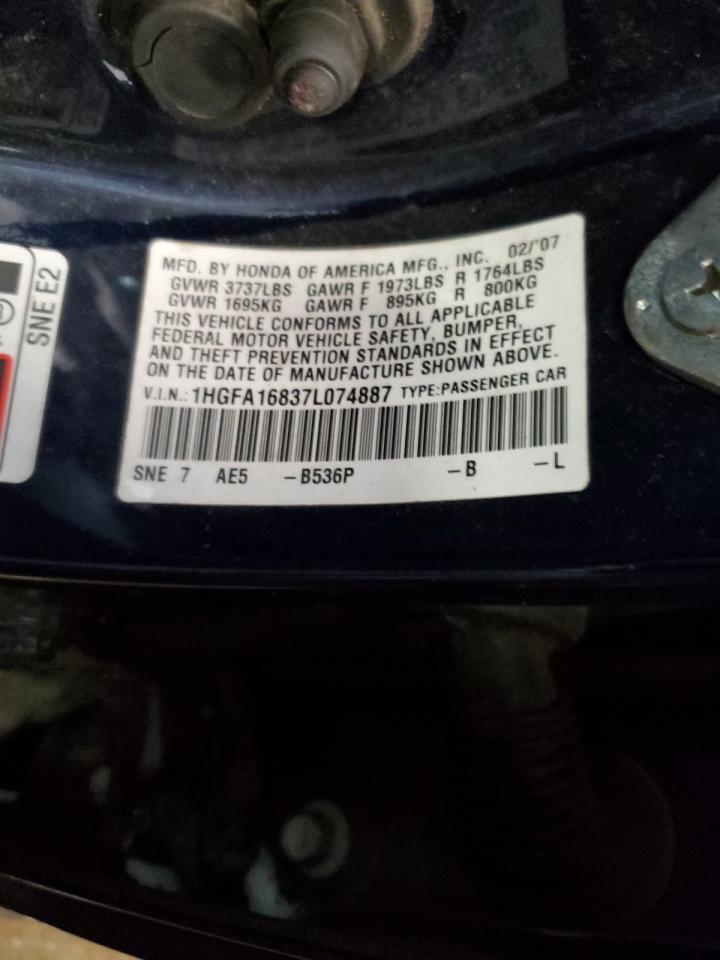 SNE E2
MFD. BY HONDA OF AMERICA MFG., INC. 02/'07
GVWR 3737LBS GAWR F 1973LBS R 1764LBS
GVWR 1695KG GAWR F 895KG R 800KG
THIS VEHICLE CONFORMS TO ALL APPLICABLE
FEDERAL MOTOR VEHICLE SAFETY, BUMPER,
AND THEFT PREVENTION STANDARDS IN EFFECT
ON THE DATE OF MANUFACTURE SHOWN ABOVE.
V.I.N.: 1HGFA16837L074887 TYPE:PASSENGER CAR
SNE 7 AE5 -B536P -B -L